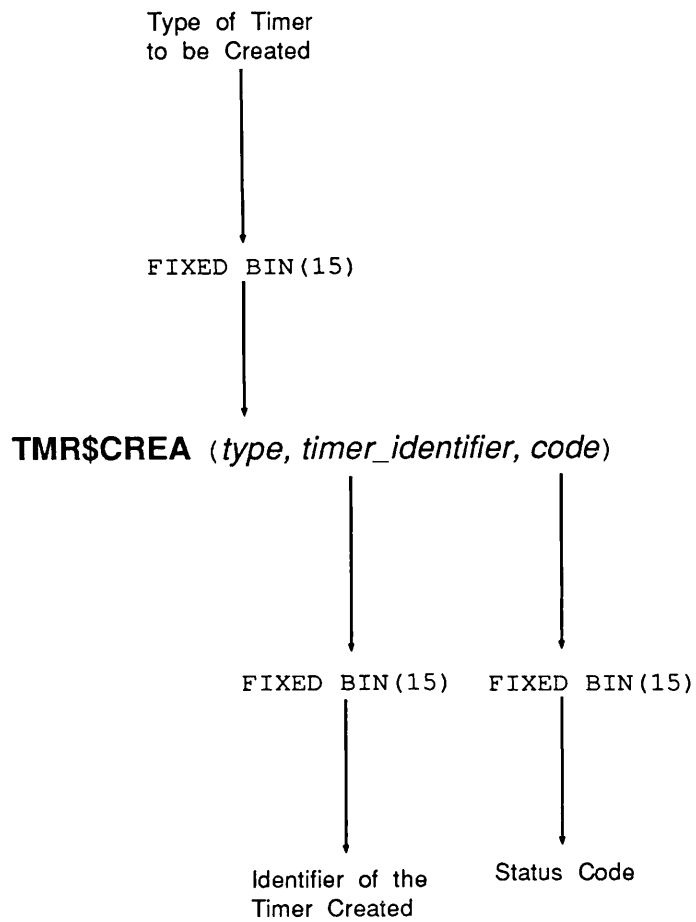 Type of Timer
to be Created
FIXED BIN(15)
TMR$CREA (type, timer_identifier, code)
FIXED BIN(15) FIXED BIN(15)
Identifier of the
Timer Created
Status Code